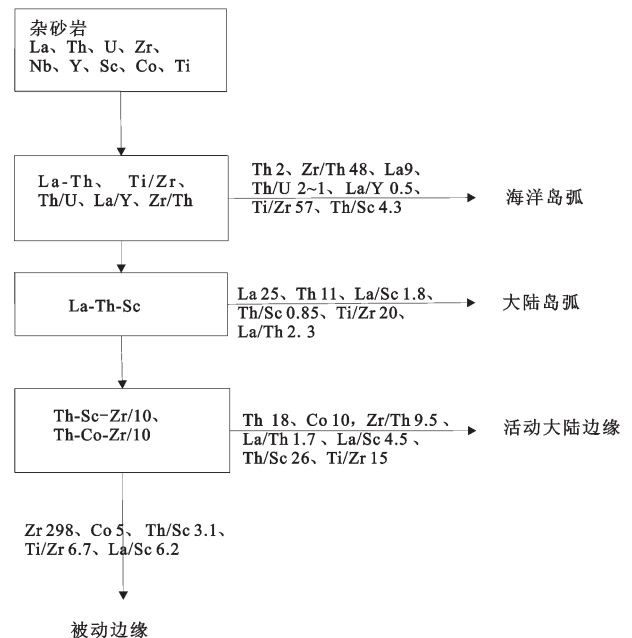 杂砂岩
La、Th、U、Zr、
Nb、Y、Sc、Co、Ti
La-Th、 Ti/Zr、
Th/U、La/Y、Zr/Th
Th 2、Zr/Th 48、La9、
Th/U 2~1、La/Y 0.5、
Ti/Zr 57、Th/Sc 4.3
海洋岛弧
La-Th-Sc
La 25、Th 11、La/Sc 1.8、
Th/Sc 0.85、Ti/Zr 20、
La/Th 2. 3
大陆岛弧
Th-Sc-Zr/10、
Th-Co-Zr/10
Th 18、Co 10，Zr/Th 9.5 、
La/Th 1.7 、La/Sc 4.5 、
Th/Sc 26、Ti/Zr 15
活动大陆边缘
Zr 298、Co 5、 Th/Sc 3.1、
Ti/Zr 6.7、La/Sc 6.2
被动边缘